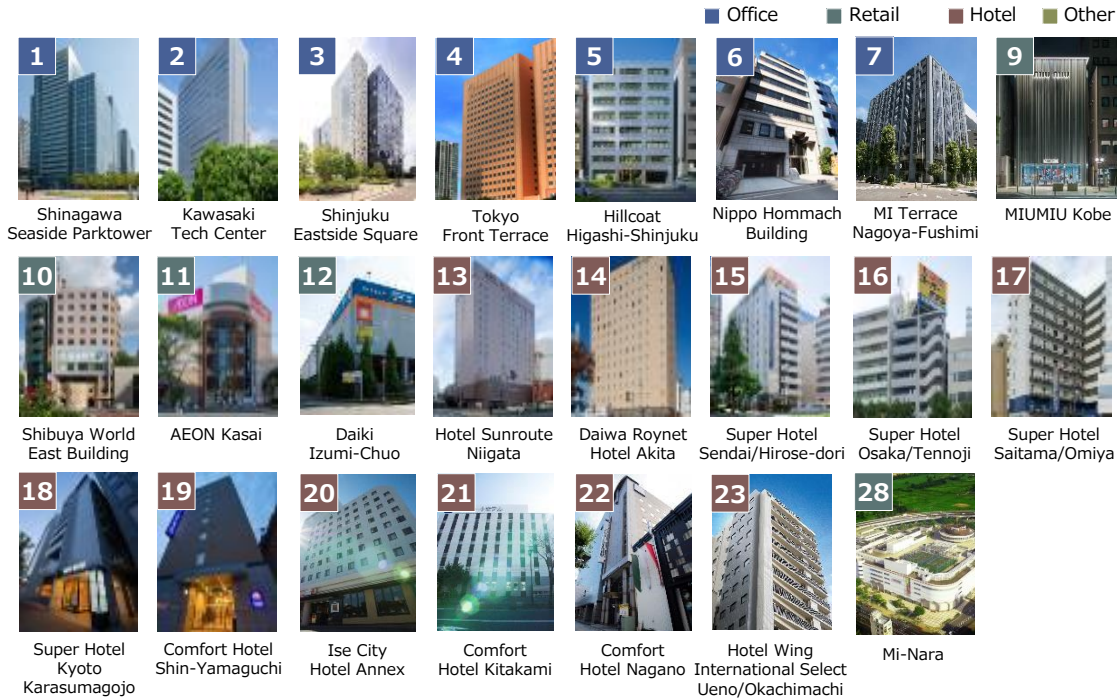 Office Retail Hotel Other
1 2 3 4 5 6 7 9
Shinagawa
Seaside Parktower
Kawasaki
Tech Center
Shinjuku
Eastside Square
Tokyo
Front Terrace
Hillcoat
Higashi-Shinjuku
Nippo Hommach
Building
MI Terrace
Nagoya-Fushimi
MIUMIU Kobe
10 11 12 13 14 15 16 17
AEON
Shibuya World
East Building
AEON Kasai
Daiki
Izumi-Chuo
Hotel Sunroute
Niigata
Daiwa Roynet
Hotel Akita
Super Hotel
Sendai/Hirose-dori
Super Hotel
Osaka/Tennoji
Super Hotel
Saitama/Omiya
18 19 20 21 22 23 28
Super Hotel
Kyoto
Karasumagojo
Comfort Hotel
Shin-Yamaguchi
Ise City
Hotel Annex
Comfort
Hotel Kitakami
Comfort
Hotel Nagano
Hotel Wing
International Select
Ueno/Okachimachi
Mi-Nara